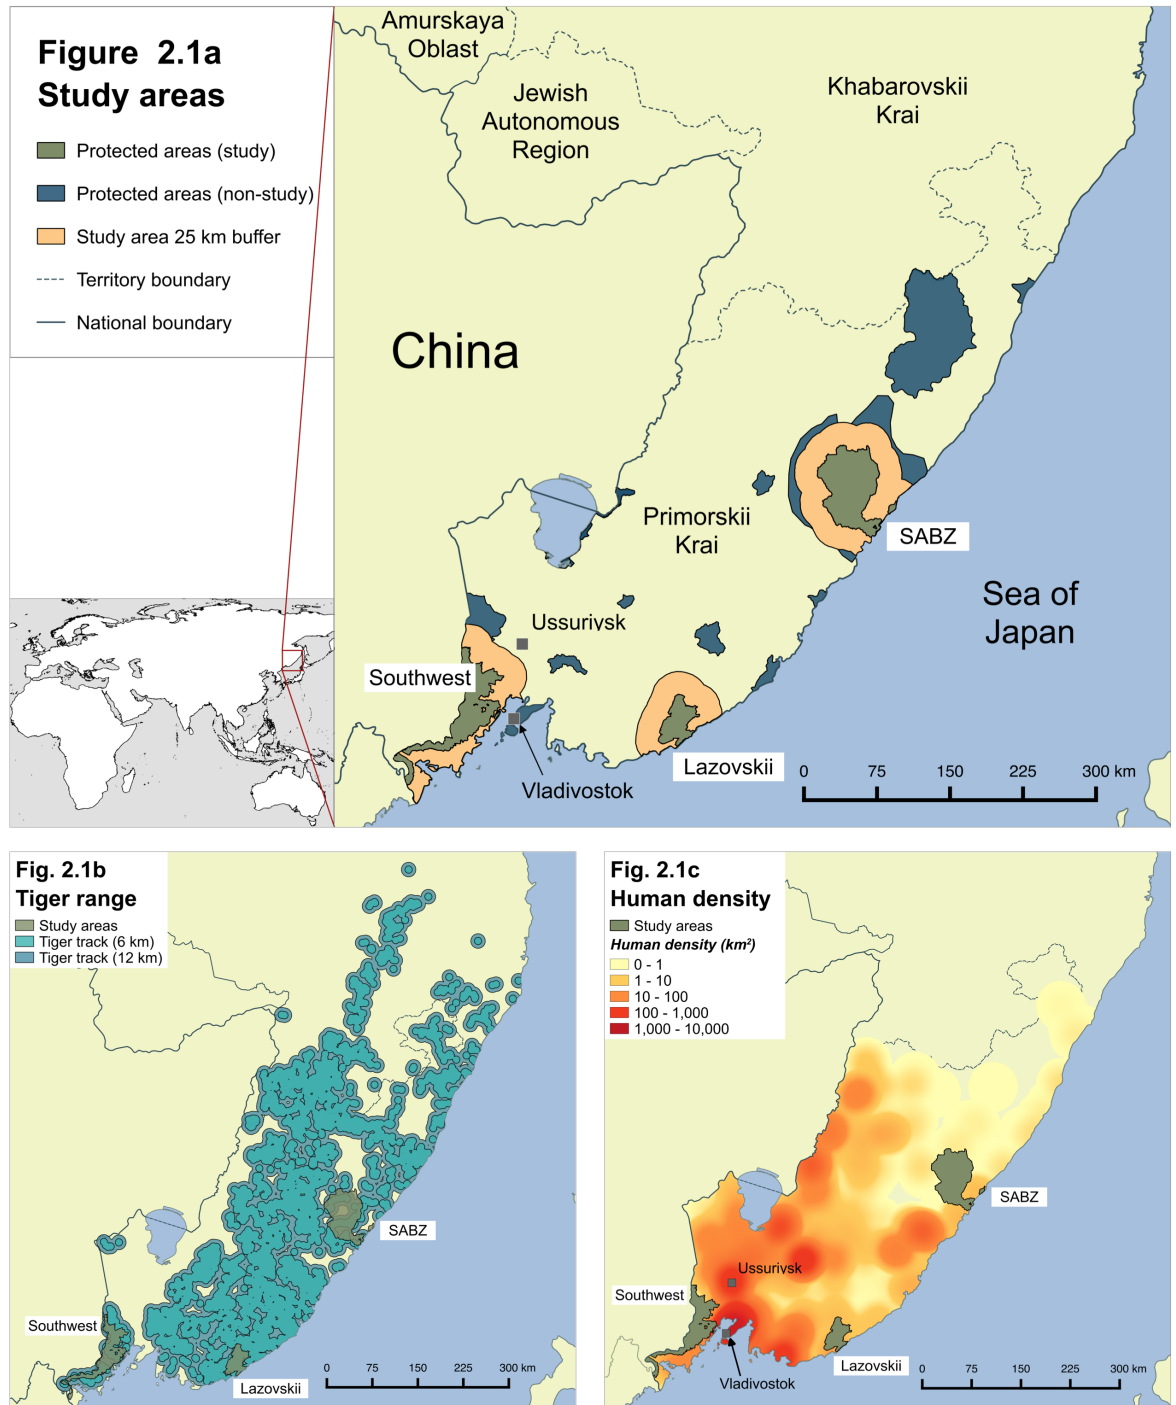 Figure 2.1a
Study areas
Protected areas (study)
Protected areas (non-study)
Study area 25 km buffer
Territory boundary
National boundary
Amurskaya
Oblast
Jewish
Autonomous
Region
Khabarovskii
Krai
China
Primorskii
Krai
SABZ
Sea of
Japan
Ussurivsk
Southwest
Lazovskii
Vladivostok
0 75 150 225 300 km
Fig. 2.1b
Tiger range
Study areas
Tiger track (6 km)
Tiger track (12 km)
SABZ
Southwest
Lazovskii
0 75 150 225 300 km
Fig. 2.1c
Human density
Study areas
Human density (km²)
0 - 1
1 - 10
10 - 100
100 - 1,000
1,000 - 10,000
SABZ
Ussurivsk
Southwest
Lazovskii
Vladivostok
0 75 150 225 300 km